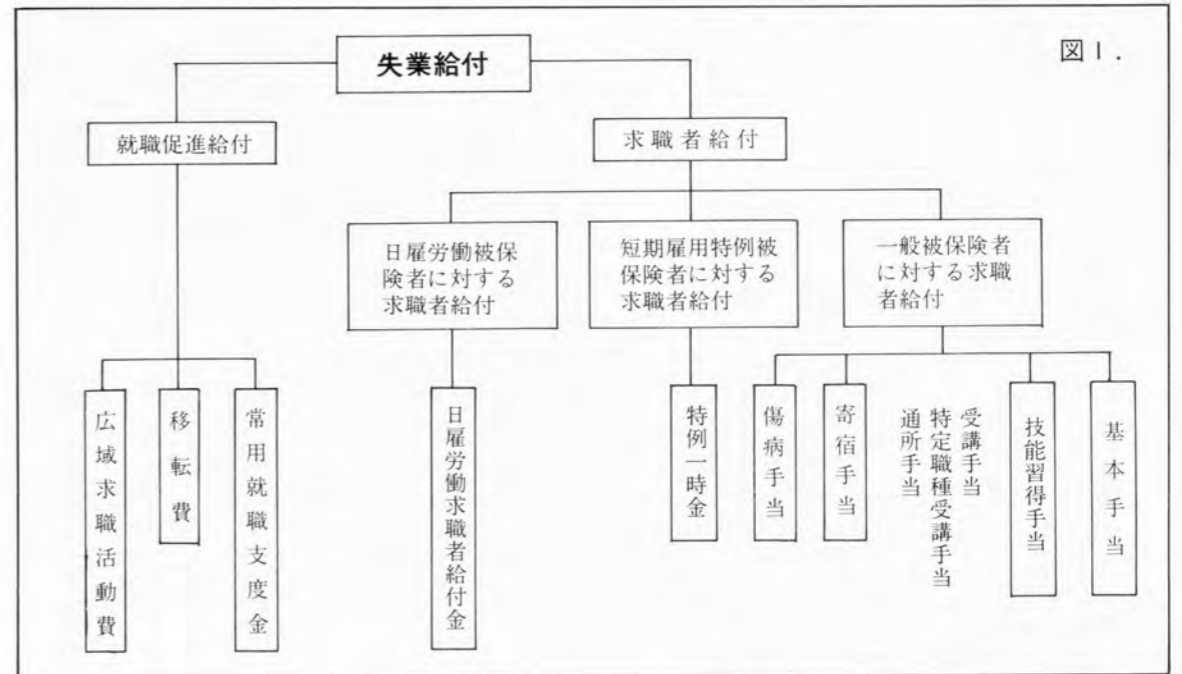 図1.
失業給付
就職促進給付
求職者給付
日雇労働被保
険者に対する
求職者給付
短期雇用特例被
保険者に対する
求職者給付
一般被保険者
に対する求職
者給付
基本手当
技能習得手当
受講手当
特定職種受講手当
通所手当
寄宿手当
傷病手当
特例一時金
日雇労働求職者給付金
常用就職支度金
移転費
広域求職活動費